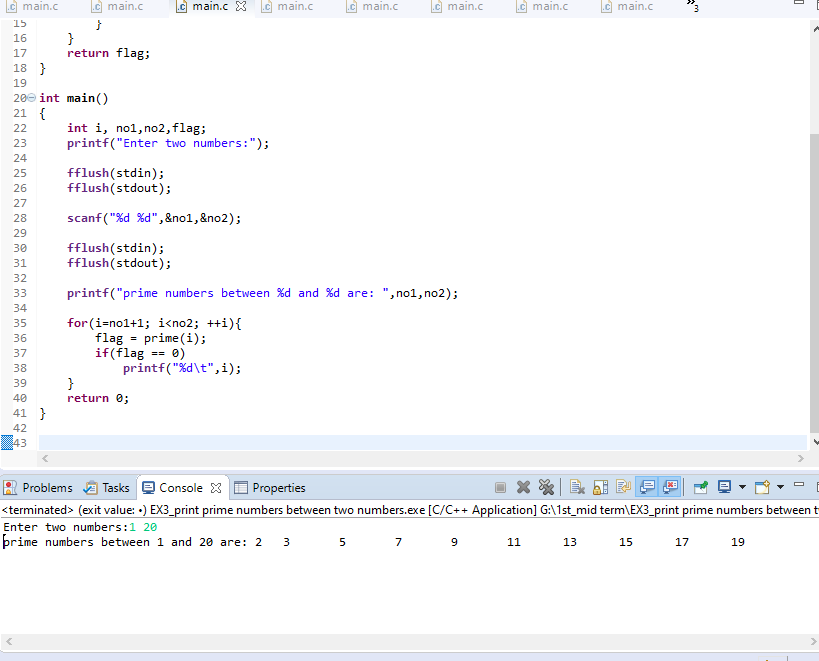 main.c main.c main.c main.c main.c main.c main.c main.c »3
15 }
16 }
17 return flag;
18 }
19
20 int main()
21 {
22 int i, no1,no2,flag;
23 printf("Enter two numbers:");
24
25 fflush(stdin);
26 fflush(stdout);
27
28 scanf("%d %d",&no1,&no2);
29
30 fflush(stdin);
31 fflush(stdout);
32
33 printf("prime numbers between %d and %d are: ",no1,no2);
34
35 for(i=no1+1; i<no2; ++i){
36 flag = prime(i);
37 if(flag == 0)
38 printf("%d\t",i);
39 }
40 return 0;
41 }
42
43
Problems Tasks Console Properties
<terminated> (exit value: •) EX3_print prime numbers between two numbers.exe [C/C++ Application] G:\1st_mid term\EX3_print prime numbers between
Enter two numbers:1 20
prime numbers between 1 and 20 are: 2 3 5 7 9 11 13 15 17 19